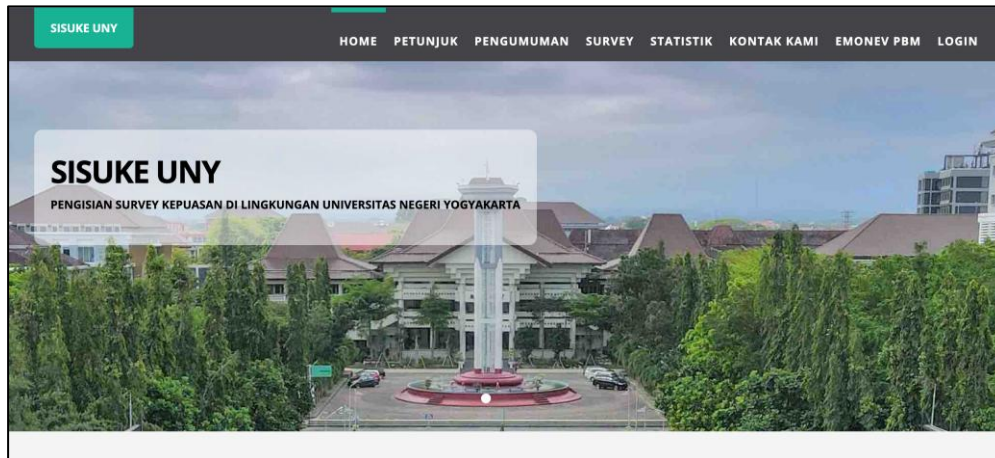 SISUKE UNY
HOME PETUNJUK PENGUMUMAN SURVEY STATISTIK KONTAK KAMI EMONEV PBM LOGIN
SISUKE UNY
PENGISIAN SURVEY KEPUASAN DI LINGKUNGAN UNIVERSITAS NEGERI YOGYAKARTA